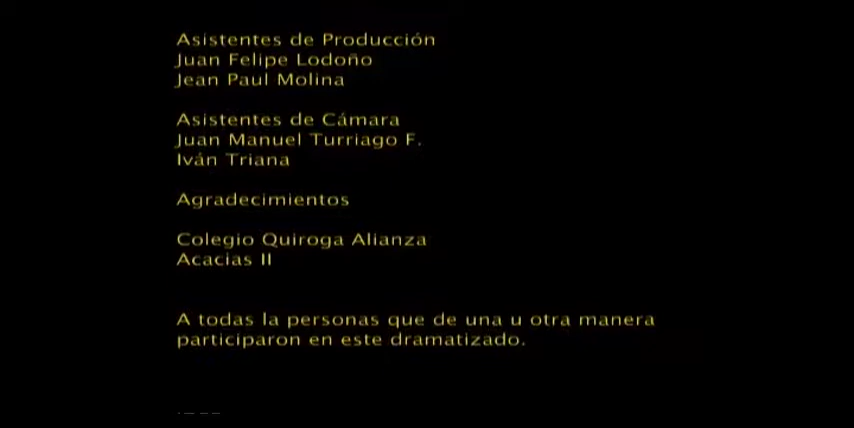 Asistentes de Producción
Juan Felipe Lodoño
Jean Paul Molina
Asistentes de Cámara
Juan Manuel Turriago F.
Iván Triana
Agradecimientos
Colegio Quiroga Alianza
Acacias II
A todas la personas que de una u otra manera
participaron en este dramatizado.